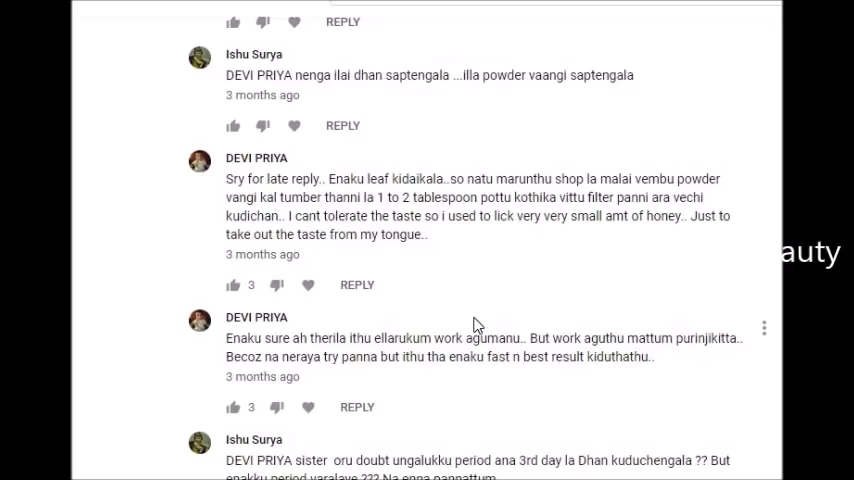 REPLY
Ishu Surya
DEVI PRIYA nenga ilai dhan saptengala ...illa powder vaangi saptengala
3 months ago
REPLY
DEVI PRIYA
Sry for late reply.. Enaku leaf kidaikala..so natu marunthu shop la malai vembu powder
vangi kal tumber thanni la 1 to 2 tablespoon pottu kothika vittu filter panni ara vechi
kudichan.. I cant tolerate the taste so i used to lick very very small amt of honey.. Just to
take out the taste from my tongue..
3 months ago
3 REPLY
DEVI PRIYA
Enaku sure ah therila ithu ellarukum work agumanu.. But work aguthu mattum purinjikitta..
Becoz na neraya try panna but ithu tha enaku fast n best result kiduthathu..
3 months ago
3 REPLY
Ishu Surya
DEVI PRIYA sister oru doubt ungalukku period ana 3rd day la Dhan kuduchengala ?? But
enakku period varalaye ??? Na enna pannattum
auty